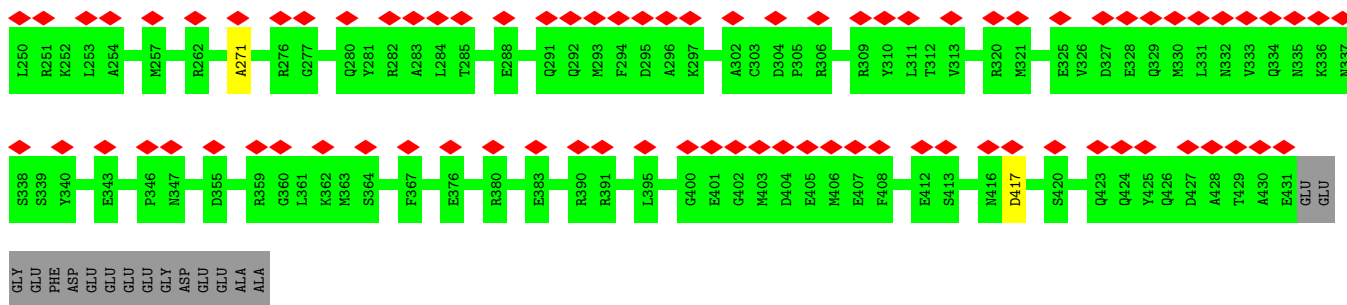 L250 R251 K252 L253 A254 M257 R262 A271 R276 G277 Q280 Y281 R282 A283 L284 T285 E288 Q291 Q292 M293 F294 D295 A296 K297 A302 C303 D304 P305 R306 R309 Y310 L311 T312 V313 R320 M321 E325 V326 D327 E328 Q329 M330 L331 N332 V333 Q334 N335 K336 N337
S338 S339 Y340 E343 P346 N347 D355 R359 G360 L361 K362 M363 S364 F367 E376 R380 E383 R390 R391 L395 G400 E401 G402 M403 D404 E405 M406 E407 F408 E412 S413 N416 D417 S420 Q423 Q424 Y425 Q426 D427 A428 T429 A430 E431 GLU GLU
GLY GLU PHE ASP GLU GLU GLU GLU GLY ASP GLU GLU ALA ALA